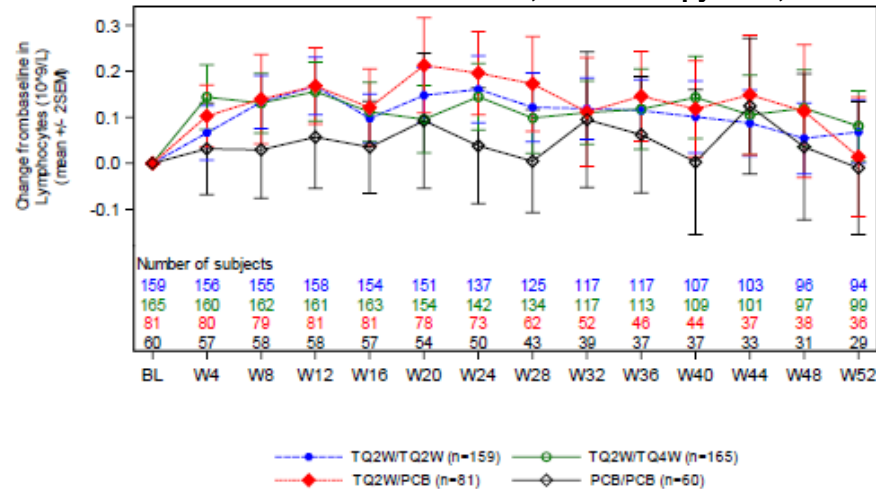 0.3
0.2
0.1
0.0
-0.1
Change frombaseline in
Lymphocytes (10^9/L)
(mean +/- 2SEM)
Number of subjects
159 156 155 158 154 151 137 125 117 117 107 103 96 94
165 160 162 161 163 154 142 134 117 113 109 101 97 99
81 80 79 81 81 78 73 62 52 46 44 37 38 36
60 57 58 58 57 54 50 43 39 37 37 33 31 29
BL W4 W8 W12 W16 W20 W24 W28 W32 W36 W40 W44 W48 W52
TQ2W/TQ2W (n=159) TQ2W/TQ4W (n=165)
TQ2W/PCB (n=81) PCB/PCB (n=60)